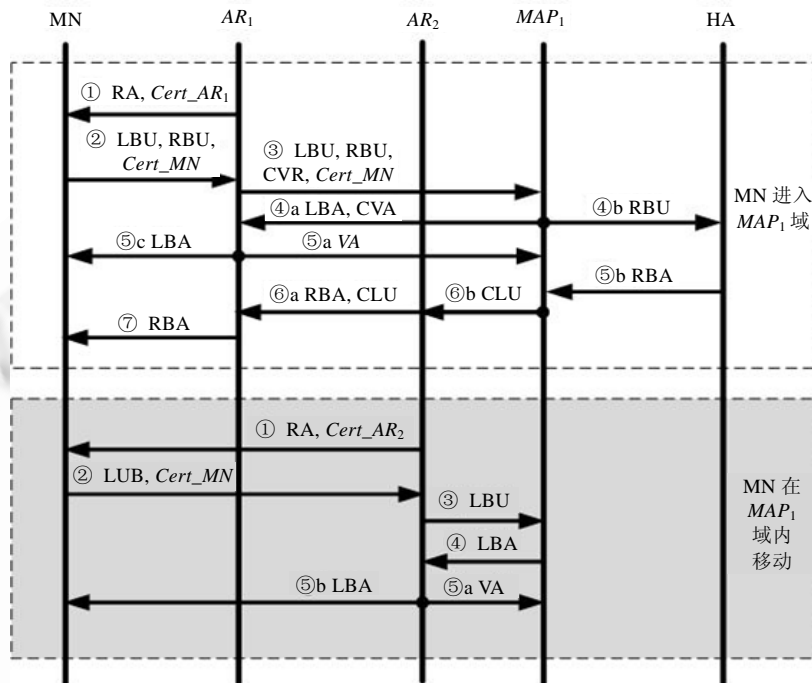 MN AR₁ AR₂ MAP₁ HA
① RA, Cert_AR₁
② LBU, RBU,
Cert_MN
③ LBU, RBU,
CVR, Cert_MN
④a LBA, CVA
④b RBU
MN 进入
MAP₁ 域
⑤c LBA
⑤a VA
⑤b RBA
⑥a RBA, CLU
⑥b CLU
⑦ RBA
① RA, Cert_AR₂
② LUB, Cert_MN
③ LBU
④ LBA
⑤b LBA
⑤a VA
MN 在
MAP₁
域内
移动